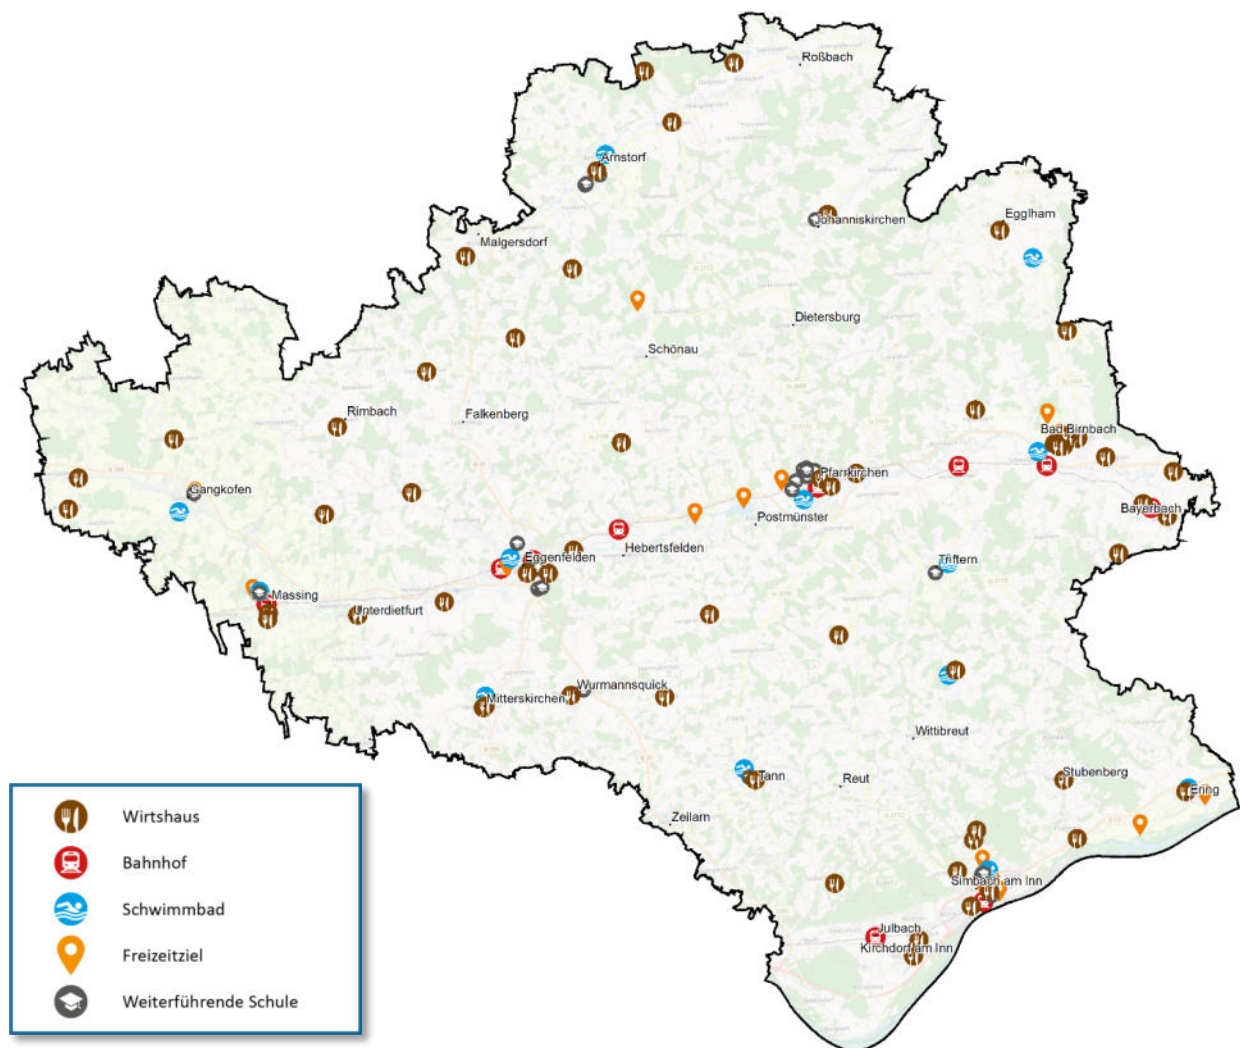 Roßbach
Arnstorf
Johanniskirchen
Egglham
Malgersdorf
Dietersburg
Schönau
Rimbach
Falkenberg
Bad Birnbach
Pfarrkirchen
Gangkofen
Postmünster
Bayerbach
Hebertsfelden
Eggenfelden
Triftern
Massing
Unterdietfurt
Wurmannsquick
Mitterskirchen
Wittibreut
Tann
Reut
Stubenberg
Ering
Zeilarn
Simbach am Inn
Julbach
Kirchdorf am Inn
Wirtshaus
Bahnhof
Schwimmbad
Freizeitziel
Weiterführende Schule